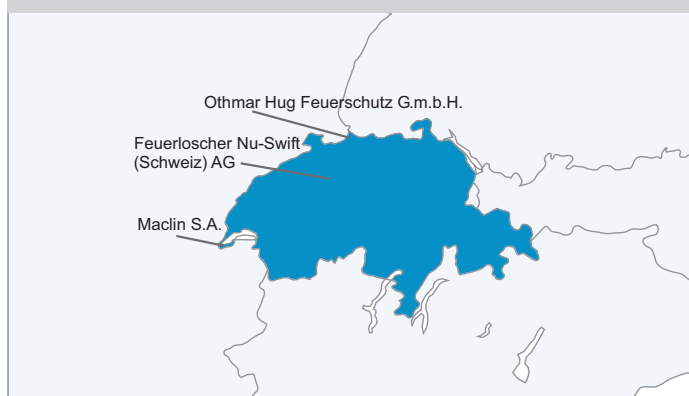 Othmar Hug Feuerschutz G.m.b.H.
Feuerloscher Nu-Swift
(Schweiz) AG
Maclin S.A.